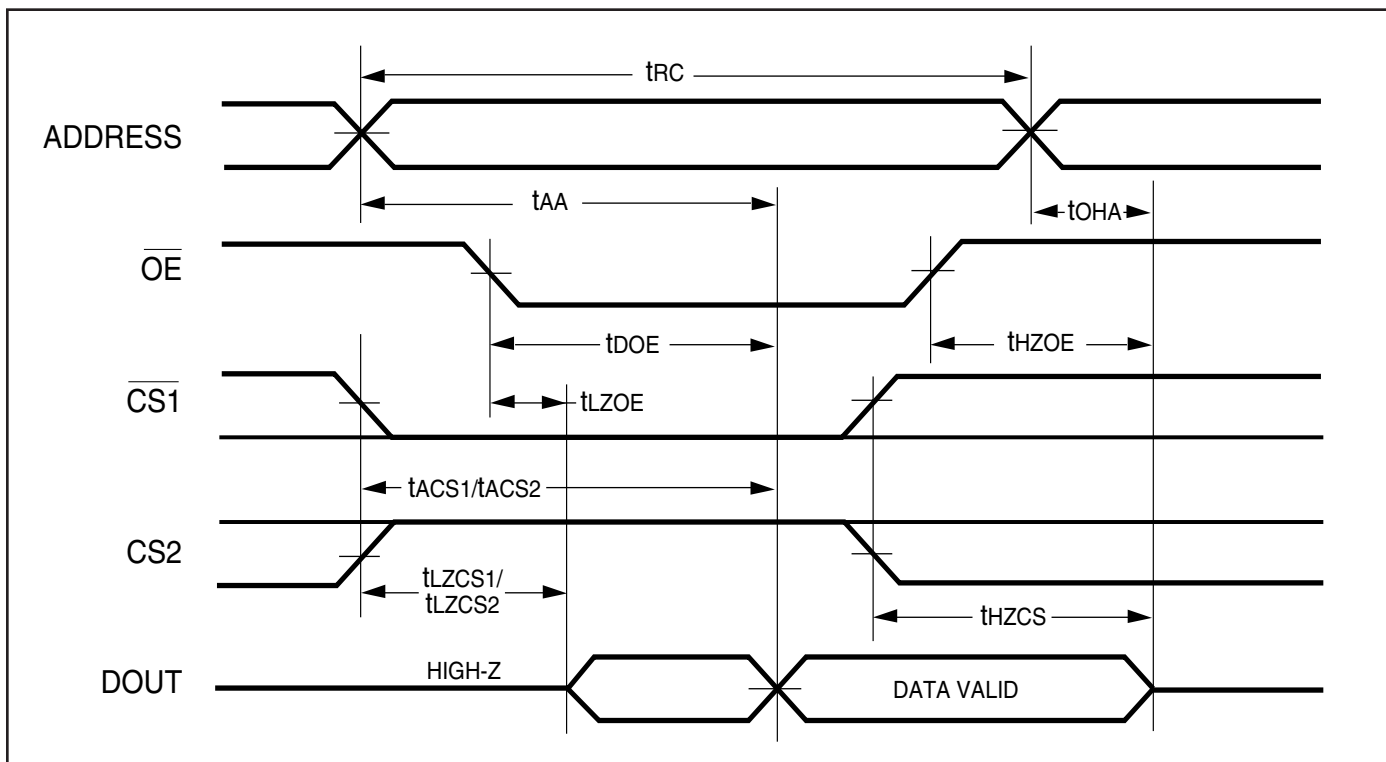 tRC
ADDRESS
tAA
tOHA
OE
tDOE
tHZOE
CS1
tLZOE
tACS1/tACS2
CS2
tLZCS1/
tLZCS2
tHZCS
DOUT
HIGH-Z
DATA VALID